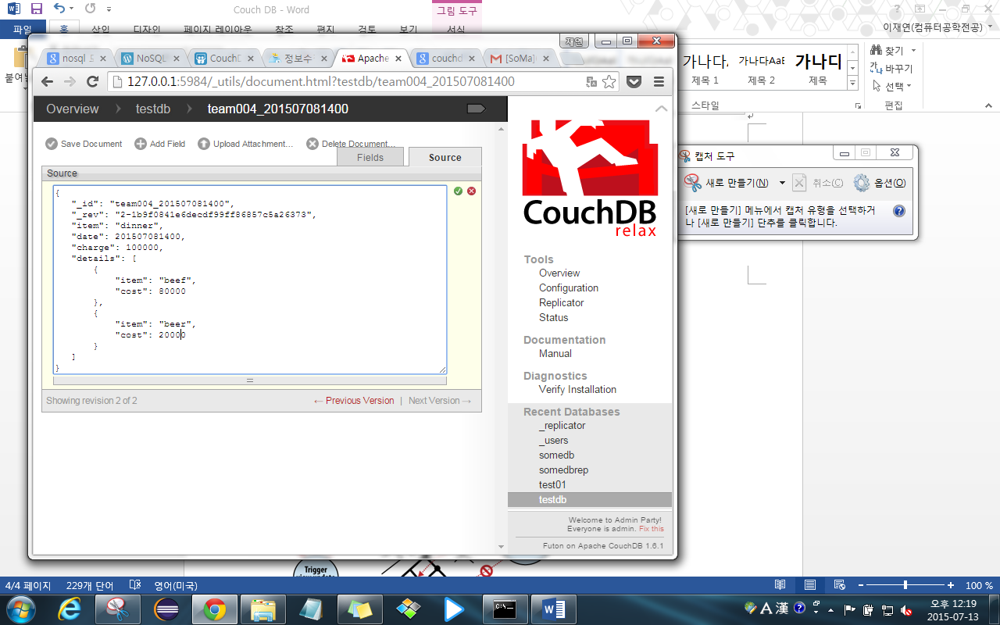 Couch DB - Word
그림 도구
파일
홈
삽입
디자인
페이지 레이아웃
참조
편지
검토
보기
서식
이재연(컴퓨터공학전공)
재원
nosql
NoSQL
CouchD
정보수
Apache
couchd
[SoMa]
127.0.0.1:5984/_utils/document.html?testdb/team004_201507081400
Overview
testdb
team004_201507081400
Save Document
Add Field
Upload Attachment...
Delete Document...
Fields
Source
Source
{
"_id": "team004_201507081400",
"_rev": "2-1b9f0841e6decdf99ff86857c5a26373",
"item": "dinner",
"date": 201507081400,
"charge": 100000,
"details": [
{
"item": "beef",
"cost": 80000
},
{
"item": "beer",
"cost": 20000
}
]
}
Showing revision 2 of 2
← Previous Version | Next Version →
CouchDB
relax
Tools
Overview
Configuration
Replicator
Status
Documentation
Manual
Diagnostics
Verify Installation
Recent Databases
_replicator
_users
somedb
somedbrep
test01
testdb
Welcome to Admin Party!
Everyone is admin. Fix this
Futon on Apache CouchDB 1.6.1
가나다
가나다AaB
가나디
제목 1
제목 2
제목
스타일
찾기
바꾸기
선택
편집
캡처 도구
새로 만들기(N)
취소(C)
옵션(O)
[새로 만들기] 메뉴에서 캡처 유형을 선택하거
나 [새로 만들기] 단추를 클릭합니다.
Trigger
4/4 페이지
229개 단어
영어(미국)
100 %
A 漢
오후 12:19
2015-07-13